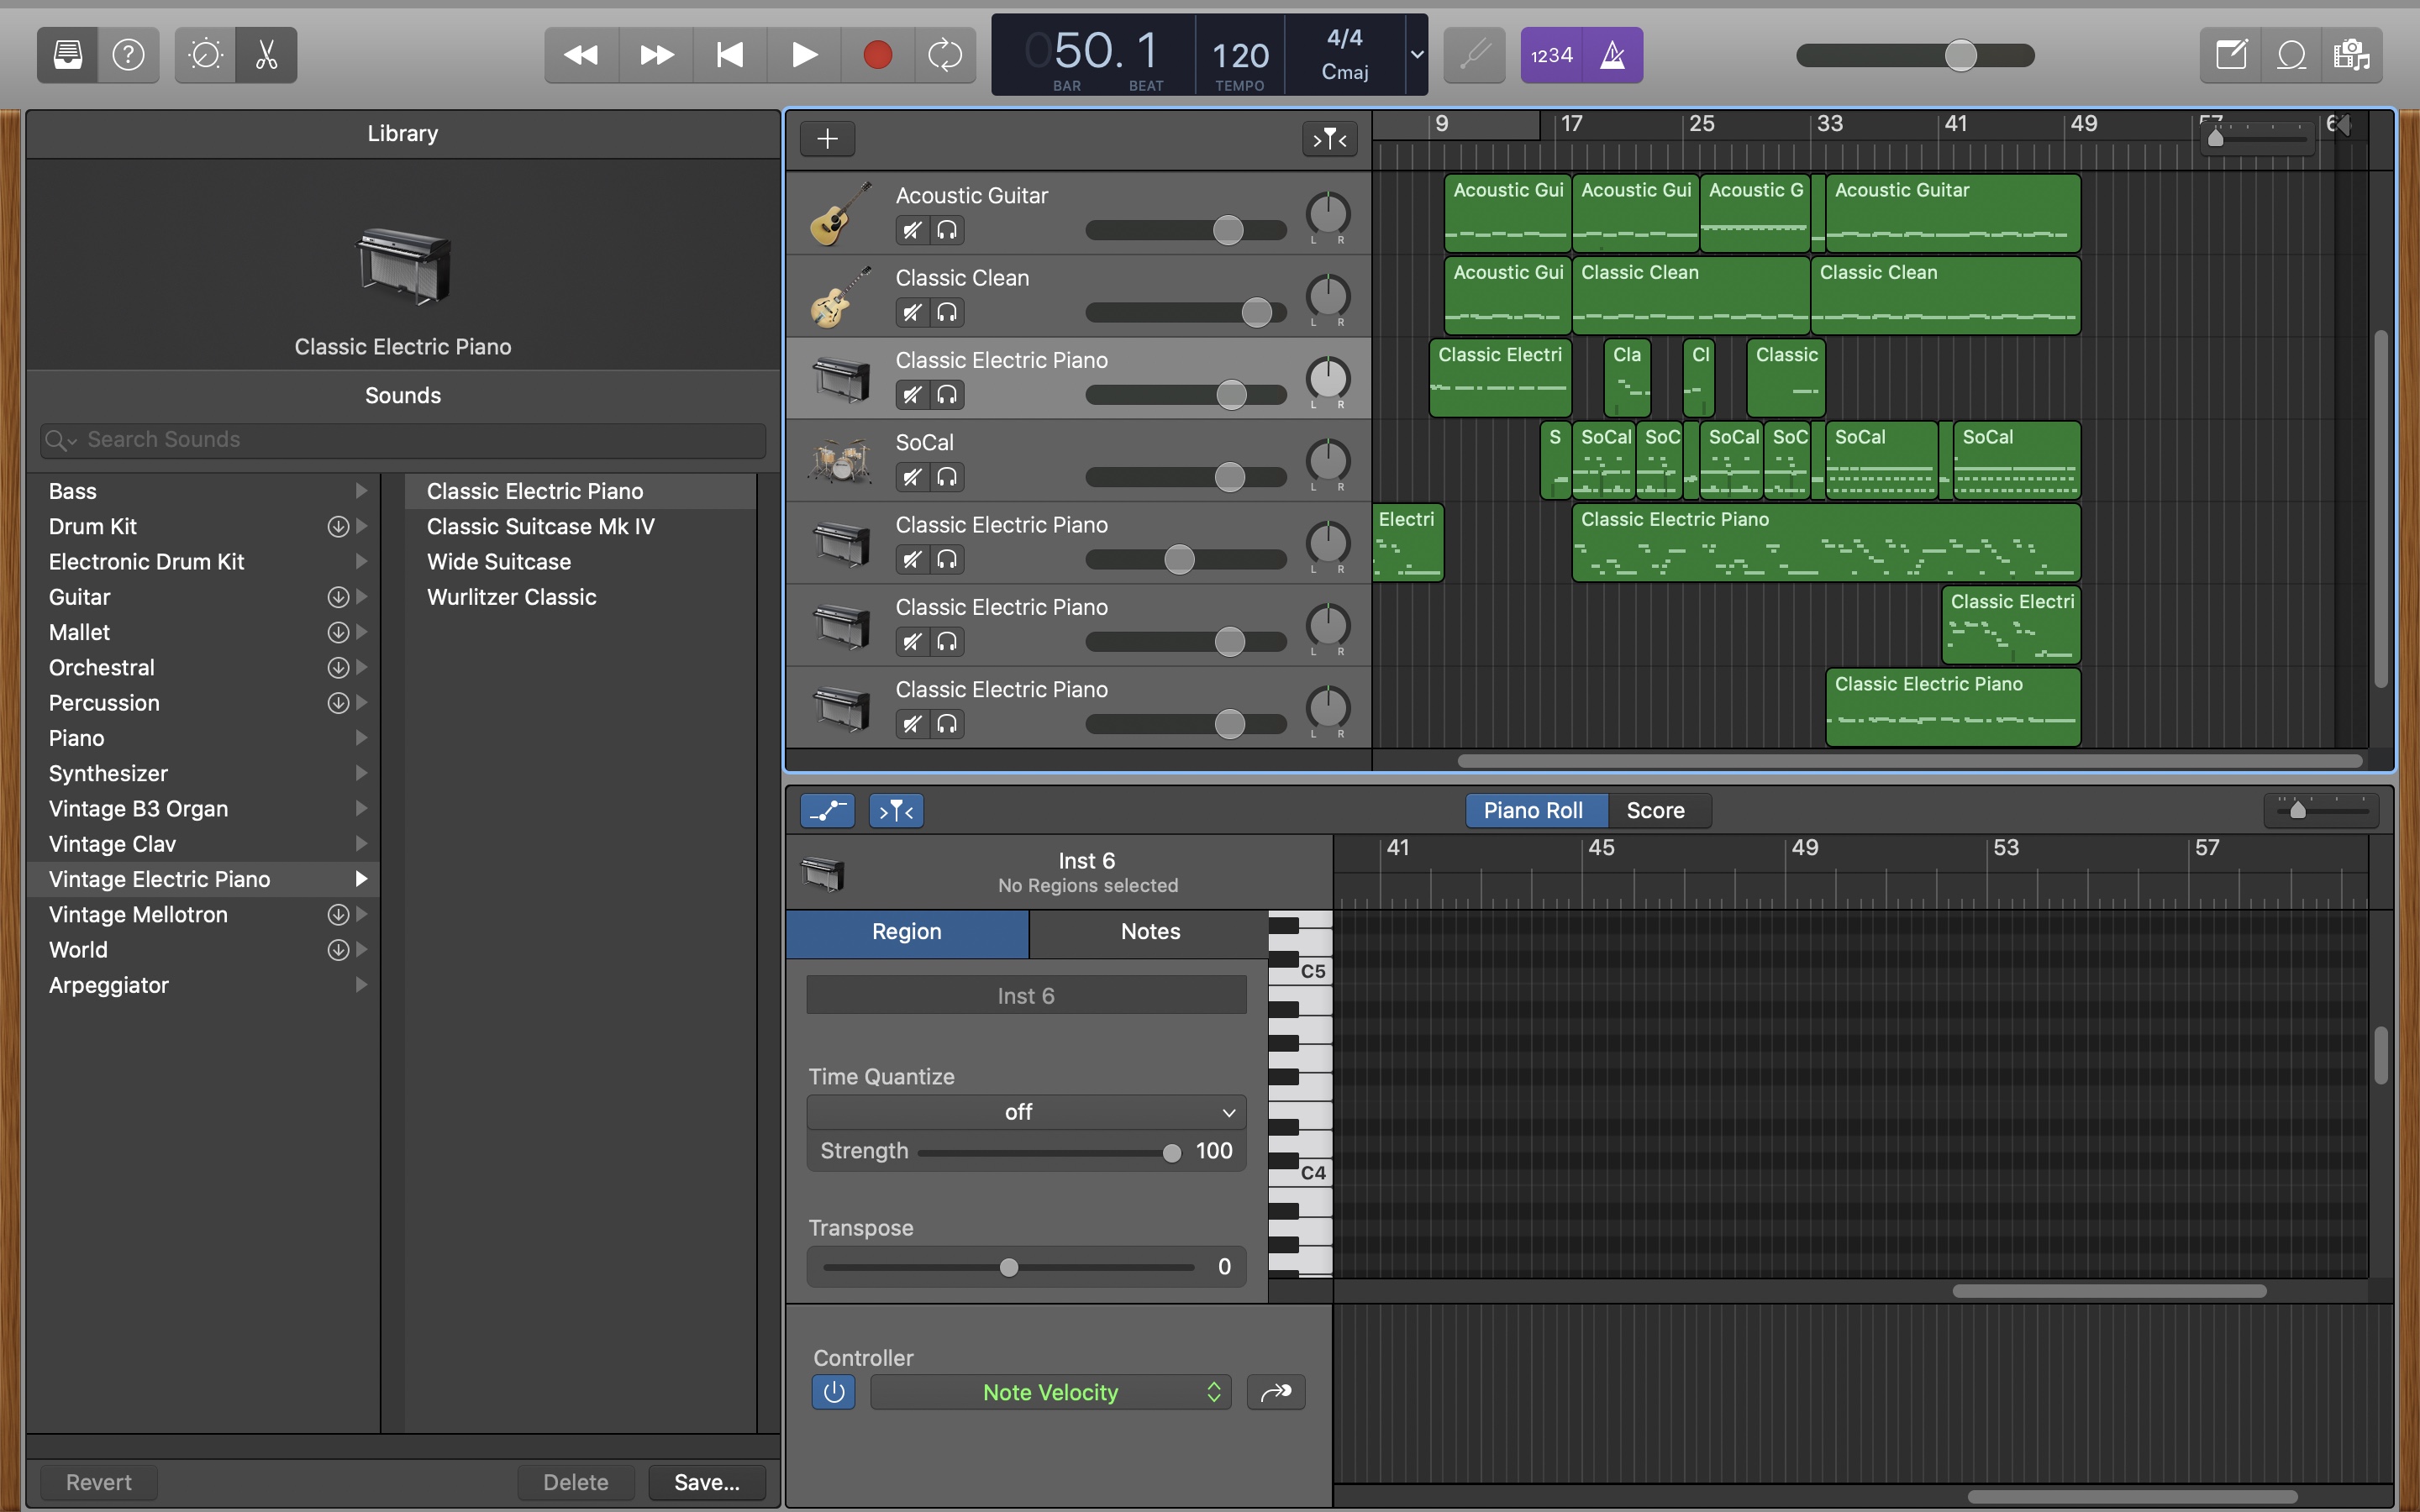 050. 1
BAR
BEAT
120
TEMPO
4/4
Cmaj
1234
Library
Classic Electric Piano
Sounds
Search Sounds
Bass
Drum Kit
Electronic Drum Kit
Guitar
Mallet
Orchestral
Percussion
Piano
Synthesizer
Vintage B3 Organ
Vintage Clav
Vintage Electric Piano
Vintage Mellotron
World
Arpeggiator
Classic Electric Piano
Classic Suitcase Mk IV
Wide Suitcase
Wurlitzer Classic
Revert
Delete
Save...
9 17 25 33 41 49 57
Acoustic Guitar
L R
Acoustic Gui
Acoustic Gui
Acoustic G
Acoustic Guitar
Classic Clean
L R
Acoustic Gui
Classic Clean
Classic Clean
Classic Electric Piano
L R
Classic Electri
Cla
Cl
Classic
SoCal
L R
S
SoCal
SoC
SoCal
SoC
SoCal
SoCal
Classic Electric Piano
L R
Electri
Classic Electric Piano
Classic Electric Piano
L R
Classic Electri
Classic Electric Piano
L R
Classic Electric Piano
Piano Roll
Score
Inst 6
No Regions selected
41 45 49 53 57
Region
Notes
Inst 6
Time Quantize
off
Strength 100
Transpose
0
C5
C4
Controller
Note Velocity